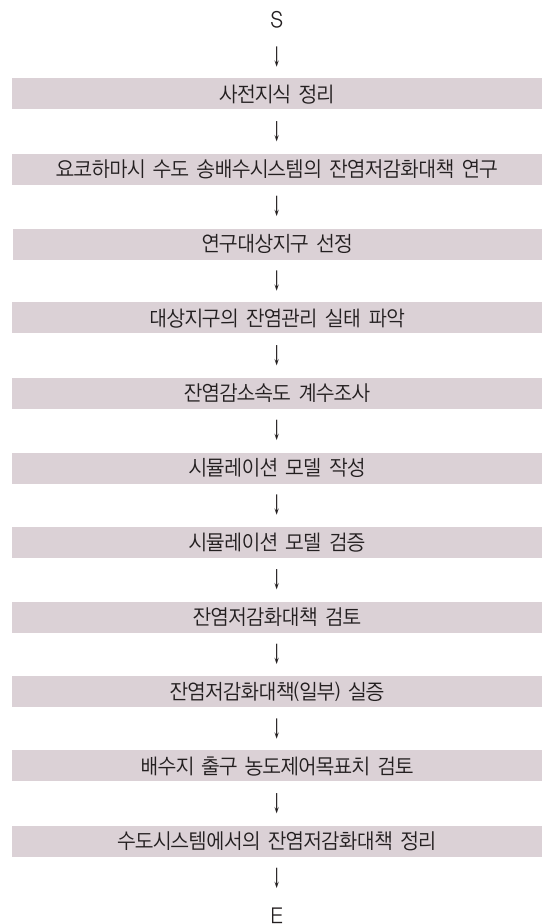 S
사전지식 정리
요코하마시 수도 송배수시스템의 잔염저감화대책 연구
연구대상지구 선정
대상지구의 잔염관리 실태 파악
잔염감소속도 계수조사
시뮬레이션 모델 작성
시뮬레이션 모델 검증
잔염저감화대책 검토
잔염저감화대책(일부) 실증
배수지 출구 농도제어목표치 검토
수도시스템에서의 잔염저감화대책 정리
E